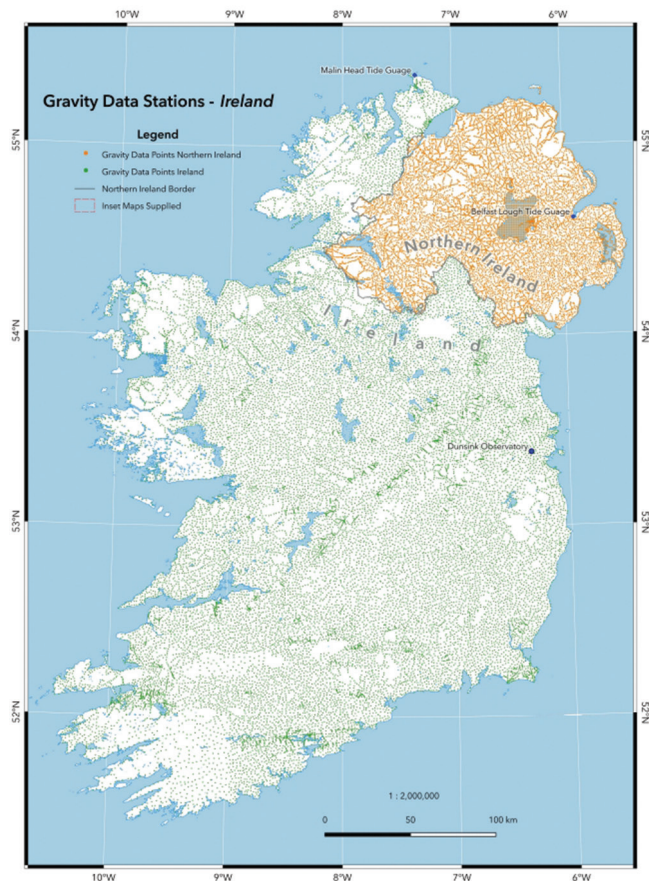 10°W 9°W 8°W 7°W 6°W
Malin Head Tide Guage
Gravity Data Stations - Ireland
Legend
Gravity Data Points Northern Ireland
Gravity Data Points Ireland
Northern Ireland Border
Inset Maps Supplied
55°N 55°N
Belfast Lough Tide Guage
Northern Ireland
54°N 54°N
Ireland
Dunsink Observatory
53°N 53°N
52°N 52°N
1 : 2,000,000
0 50 100 km
10°W 9°W 8°W 7°W 6°W